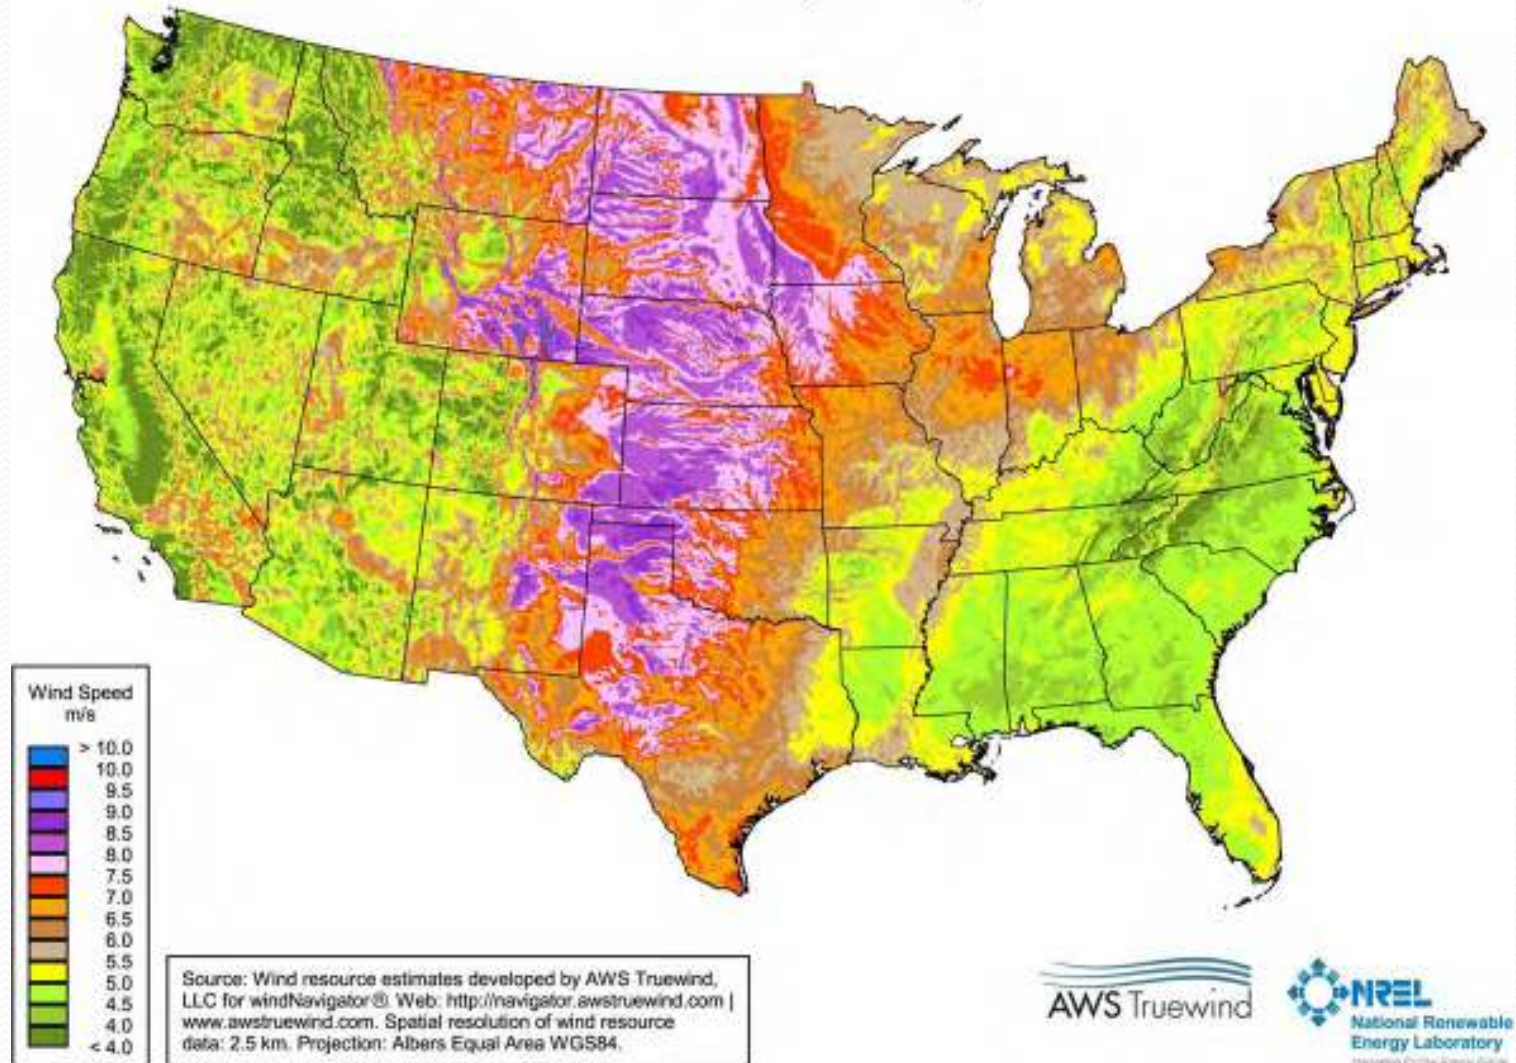 Wind Speed
m/s
> 10.0
10.0
9.5
9.0
8.5
8.0
7.5
7.0
6.5
6.0
5.5
5.0
4.5
4.0
< 4.0
Source: Wind resource estimates developed by AWS Truewind,
LLC for windNavigator®. Web: http://navigator.awstruewind.com |
www.awstruewind.com. Spatial resolution of wind resource
data: 2.5 km. Projection: Albers Equal Area WGS84.
AWS Truewind
NREL
National Renewable
Energy Laboratory